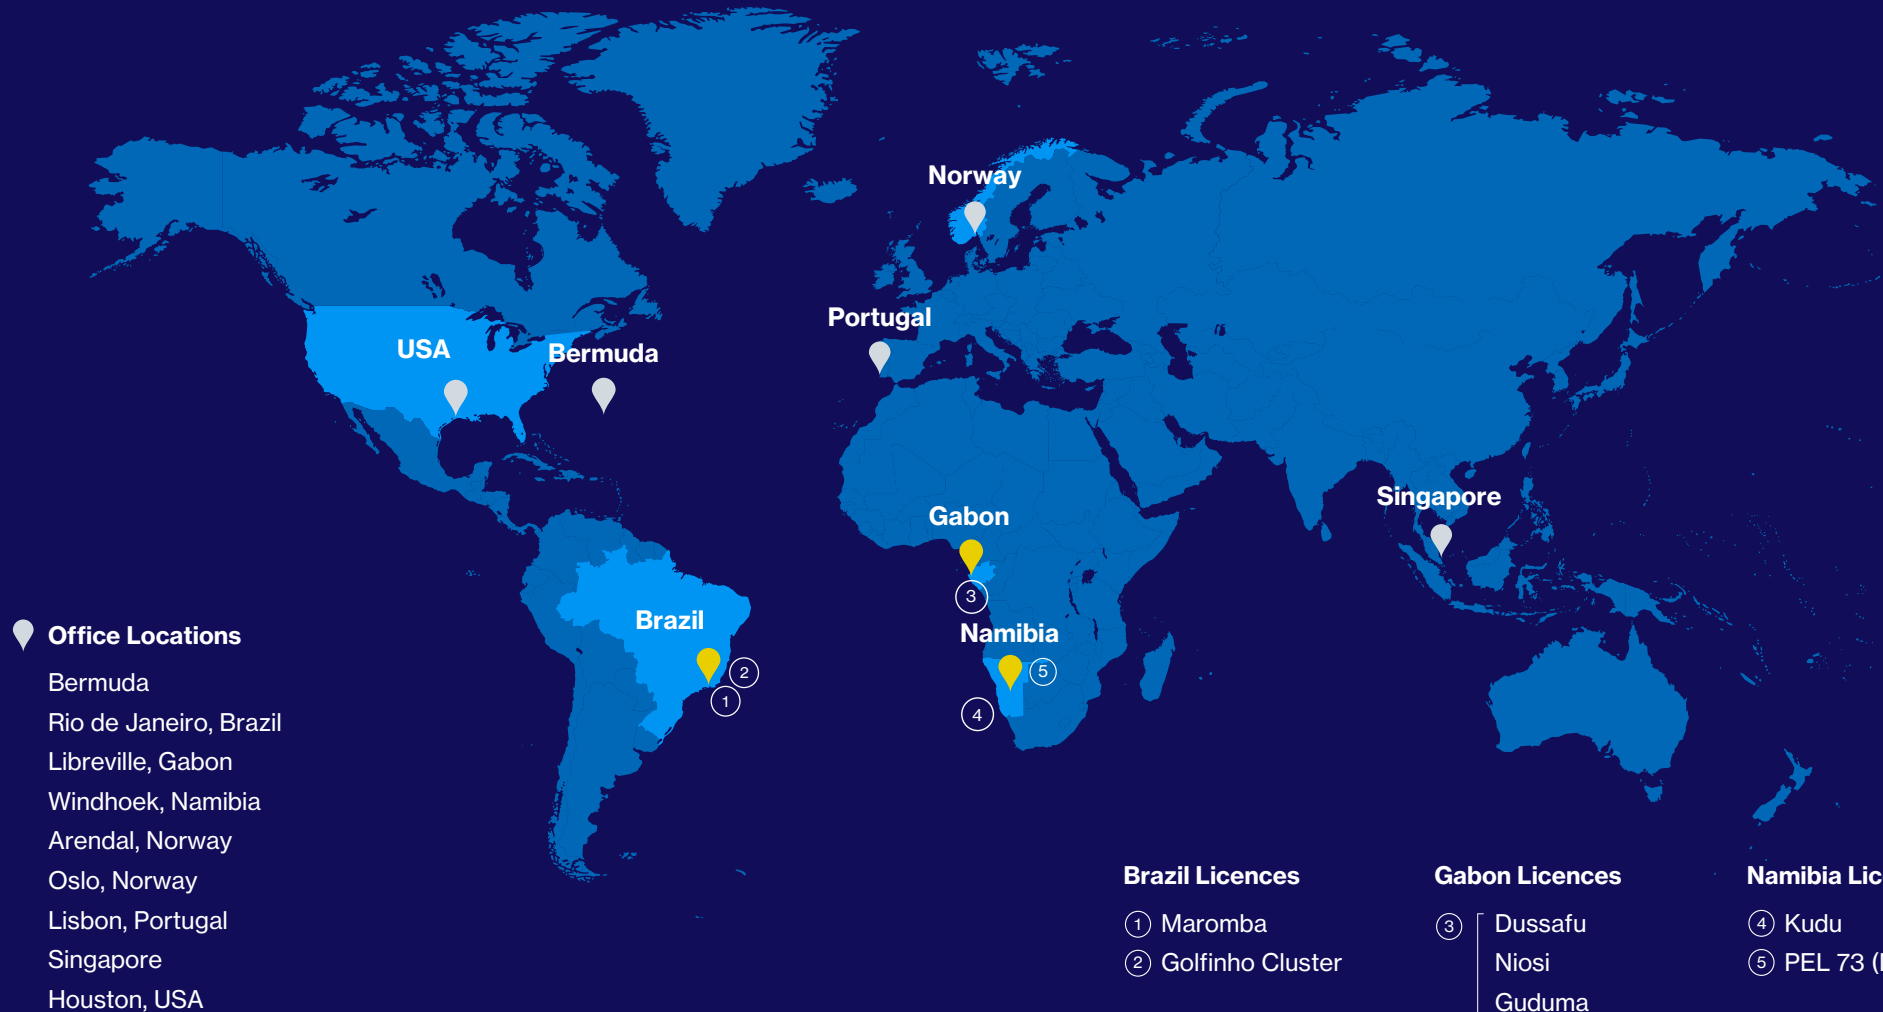 Norway
Portugal
USA
Bermuda
Singapore
Gabon
3
Brazil
Namibia
2
5
1
4
Office Locations
Bermuda
Rio de Janeiro, Brazil
Libreville, Gabon
Windhoek, Namibia
Arendal, Norway
Oslo, Norway
Lisbon, Portugal
Singapore
Houston, USA
Brazil Licences
1 Maromba
2 Golfinho Cluster
Gabon Licences
3 Dussafu
Niosi
Guduma
Namibia Lic
4 Kudu
5 PEL 73 (